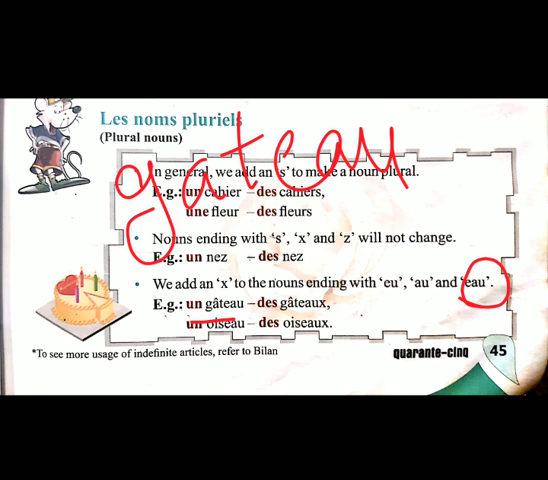 Les noms pluriels
(Plural nouns)
gateau
In general, we add an 's' to make a noun plural.
E.g.: un cahier – des cahiers,
une fleur – des fleurs
• Nouns ending with 's', 'x' and 'z' will not change.
E.g.: un nez – des nez
• We add an 'x' to the nouns ending with 'eu', 'au' and 'eau'.
E.g.: un gâteau – des gâteaux,
un oiseau – des oiseaux.
*To see more usage of indefinite articles, refer to Bilan
quarante-cinq 45